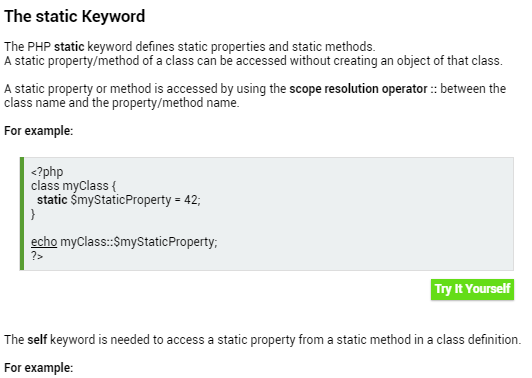 The static Keyword
The PHP static keyword defines static properties and static methods.
A static property/method of a class can be accessed without creating an object of that class.
A static property or method is accessed by using the scope resolution operator :: between the
class name and the property/method name.
For example:
<?php
class myClass {
static $myStaticProperty = 42;
}
echo myClass::$myStaticProperty;
?>
Try It Yourself
The self keyword is needed to access a static property from a static method in a class definition.
For example: